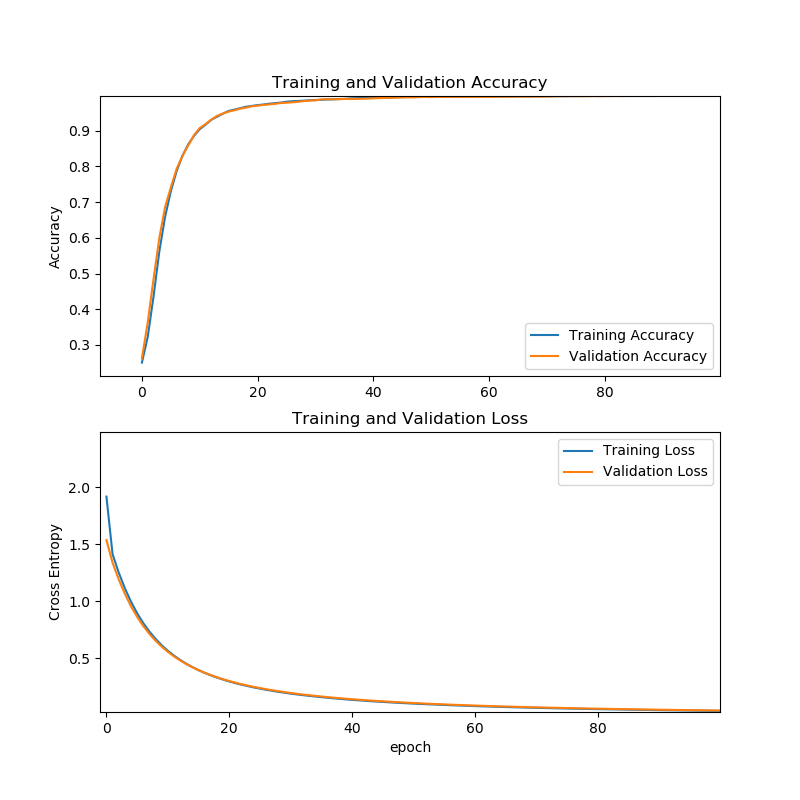 Training and Validation Accuracy
Accuracy
0.9
0.8
0.7
0.6
0.5
0.4
0.3
Training Accuracy
Validation Accuracy
0 20 40 60 80
Training and Validation Loss
Cross Entropy
2.0
1.5
1.0
0.5
Training Loss
Validation Loss
0 20 40 60 80
epoch